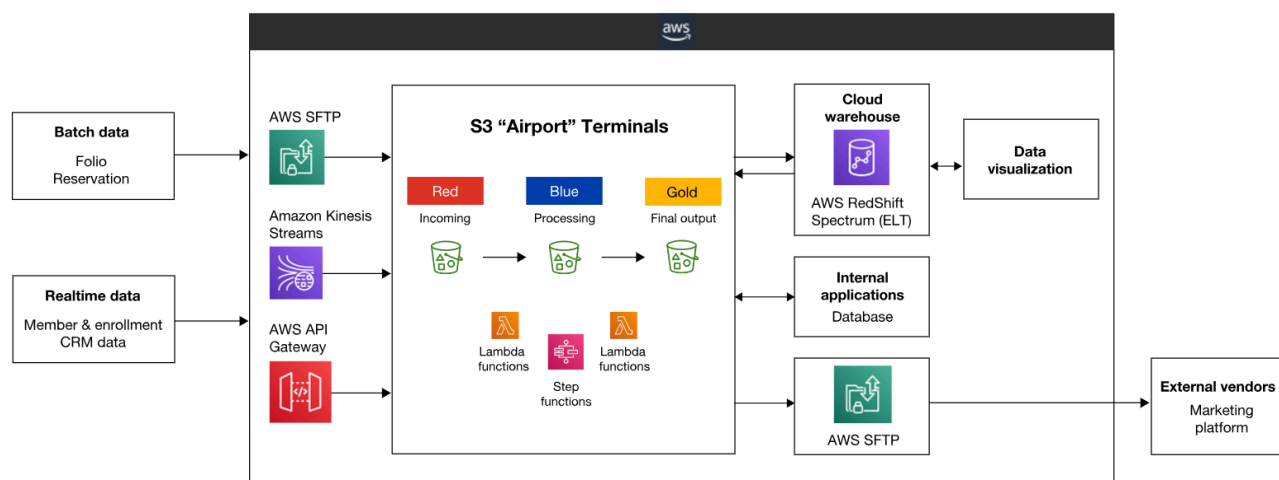 aws
Batch data
Folio
Reservation
Realtime data
Member & enrollment
CRM data
AWS SFTP
Amazon Kinesis
Streams
AWS API
Gateway
S3 “Airport” Terminals
Red
Blue
Gold
Incoming
Processing
Final output
Lambda
functions
Step
functions
Lambda
functions
Cloud
warehouse
AWS RedShift
Spectrum (ELT)
Data
visualization
Internal
applications
Database
AWS SFTP
External vendors
Marketing
platform